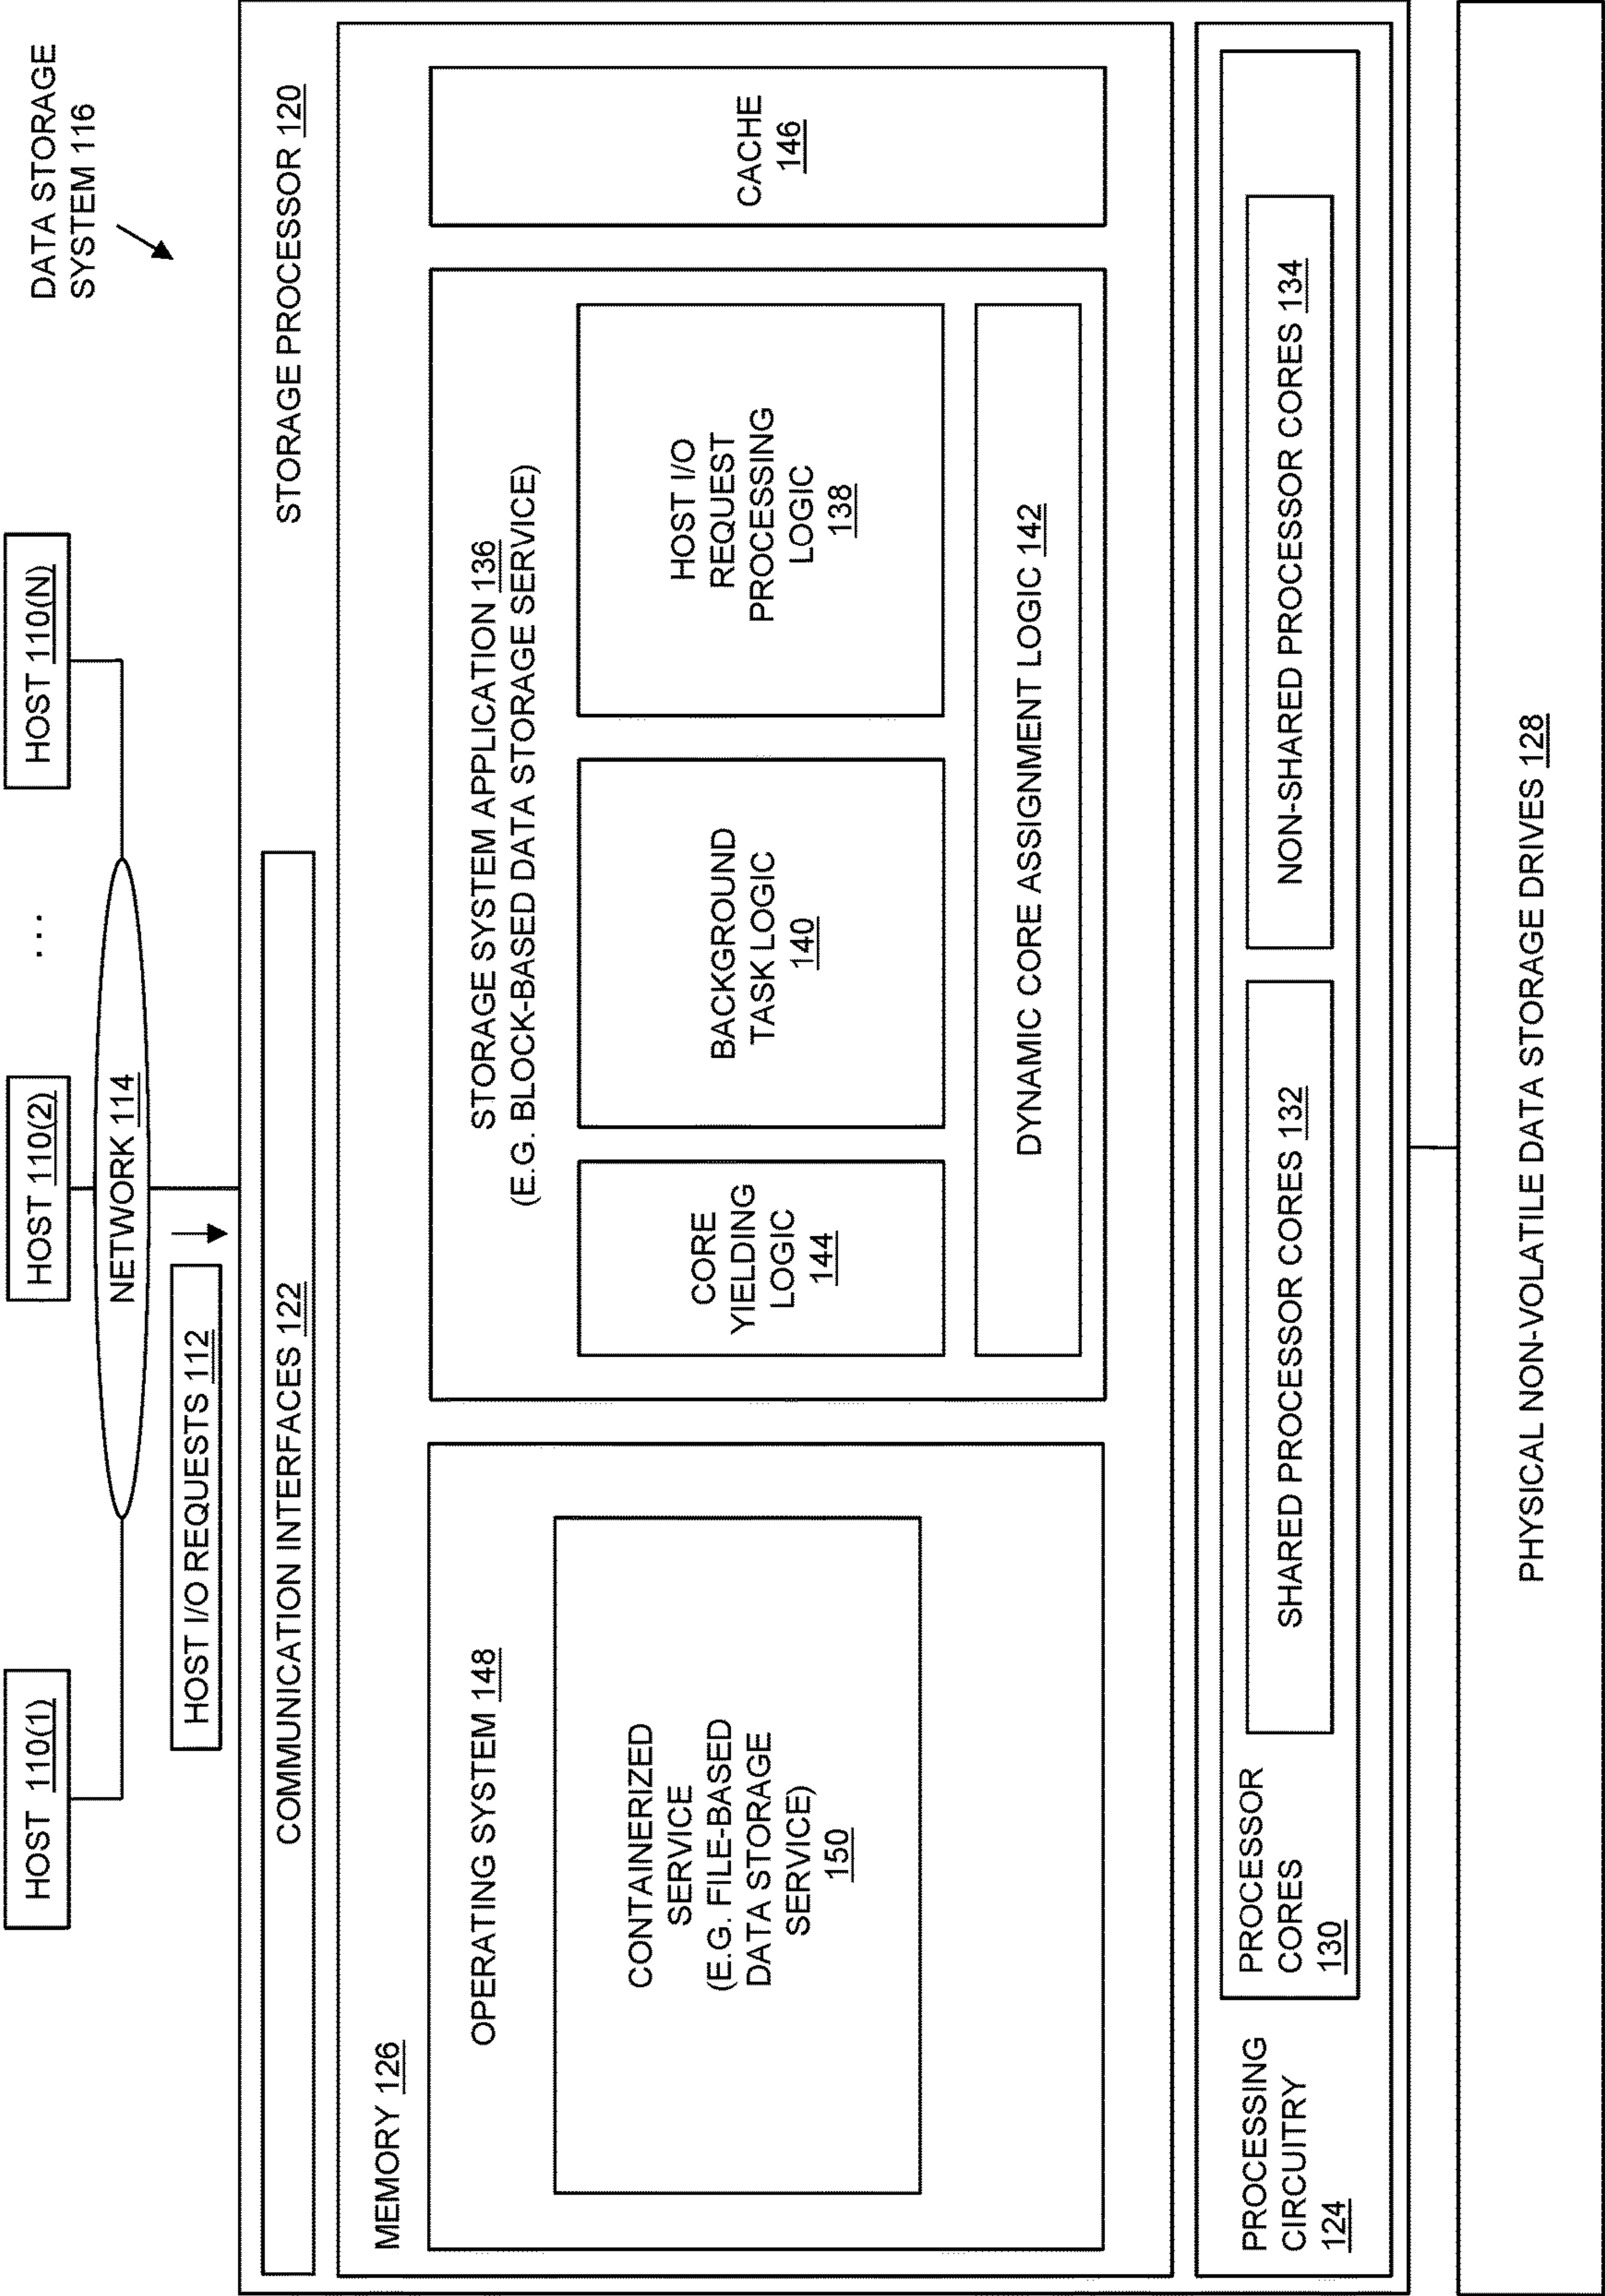 DATA STORAGE
SYSTEM 116
HOST 110(1)
HOST 110(2)
. . .
HOST 110(N)
NETWORK 114
HOST I/O REQUESTS 112
STORAGE PROCESSOR 120
COMMUNICATION INTERFACES 122
MEMORY 126
OPERATING SYSTEM 148
CONTAINERIZED
SERVICE
(E.G. FILE-BASED
DATA STORAGE
SERVICE)
150
STORAGE SYSTEM APPLICATION 136
(E.G. BLOCK-BASED DATA STORAGE SERVICE)
CORE
YIELDING
LOGIC
144
BACKGROUND
TASK LOGIC
140
HOST I/O
REQUEST
PROCESSING
LOGIC
138
DYNAMIC CORE ASSIGNMENT LOGIC 142
CACHE
146
PROCESSING
CIRCUITRY
124
PROCESSOR
CORES
130
SHARED PROCESSOR CORES 132
NON-SHARED PROCESSOR CORES 134
PHYSICAL NON-VOLATILE DATA STORAGE DRIVES 128